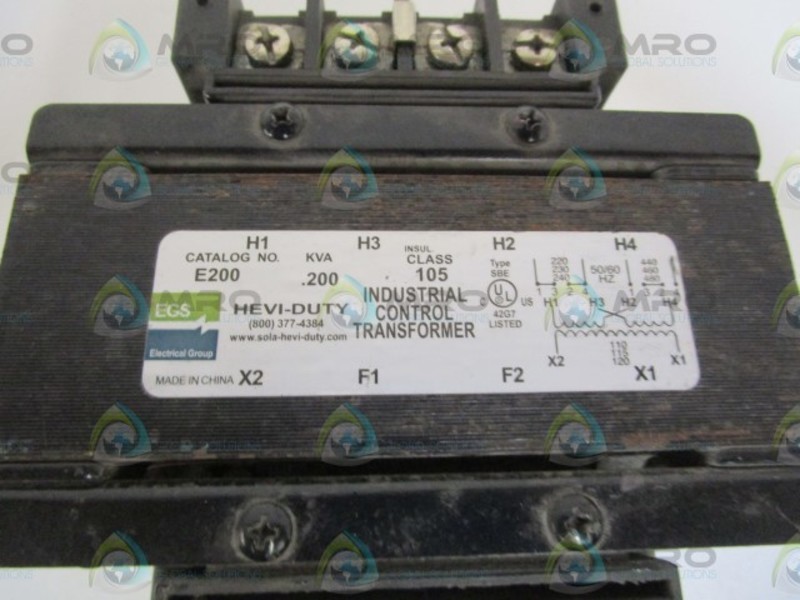 H1 H3 H2 H4
CATALOG NO. KVA INSUL. CLASS Type SBE
E200 .200 105
EGS
Electrical Group
HEVI-DUTY
(800) 377-4384
www.sola-hevi-duty.com
INDUSTRIAL
CONTROL
TRANSFORMER
C UL US
42G7
LISTED
220 440
230 50/60 460
240 HZ 480
H1 H3 H2 H4
X2 110 X1
115
120
MADE IN CHINA X2 F1 F2 X1
MRO
GLOBAL SOLUTIONS